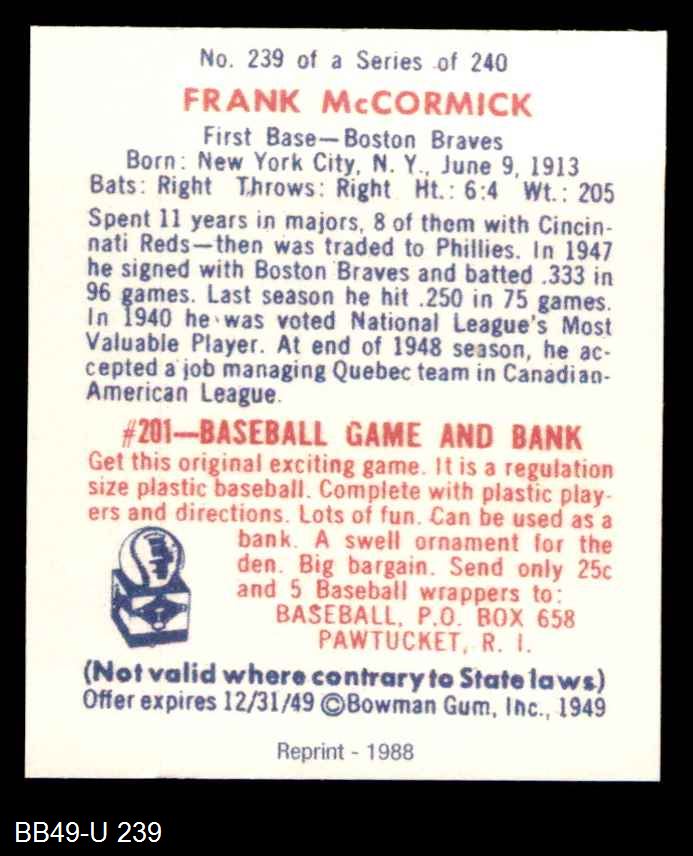 No. 239 of a Series of 240
FRANK McCORMICK
First Base—Boston Braves
Born: New York City, N. Y., June 9, 1913
Bats: Right Throws: Right Ht.: 6:4 Wt.: 205
Spent 11 years in majors, 8 of them with Cincin-
nati Reds—then was traded to Phillies. In 1947
he signed with Boston Braves and batted .333 in
96 games. Last season he hit .250 in 75 games.
In 1940 he was voted National League's Most
Valuable Player. At end of 1948 season, he ac-
cepted a job managing Quebec team in Canadian-
American League.
#201—BASEBALL GAME AND BANK
Get this original exciting game. It is a regulation
size plastic baseball. Complete with plastic play-
ers and directions. Lots of fun. Can be used as a
bank. A swell ornament for the
den. Big bargain. Send only 25c
and 5 Baseball wrappers to:
BASEBALL, P.O. BOX 658
PAWTUCKET, R. I.
(Not valid where contrary to State laws.)
Offer expires 12/31/49 ©Bowman Gum, Inc., 1949
Reprint - 1988
BB49-U 239